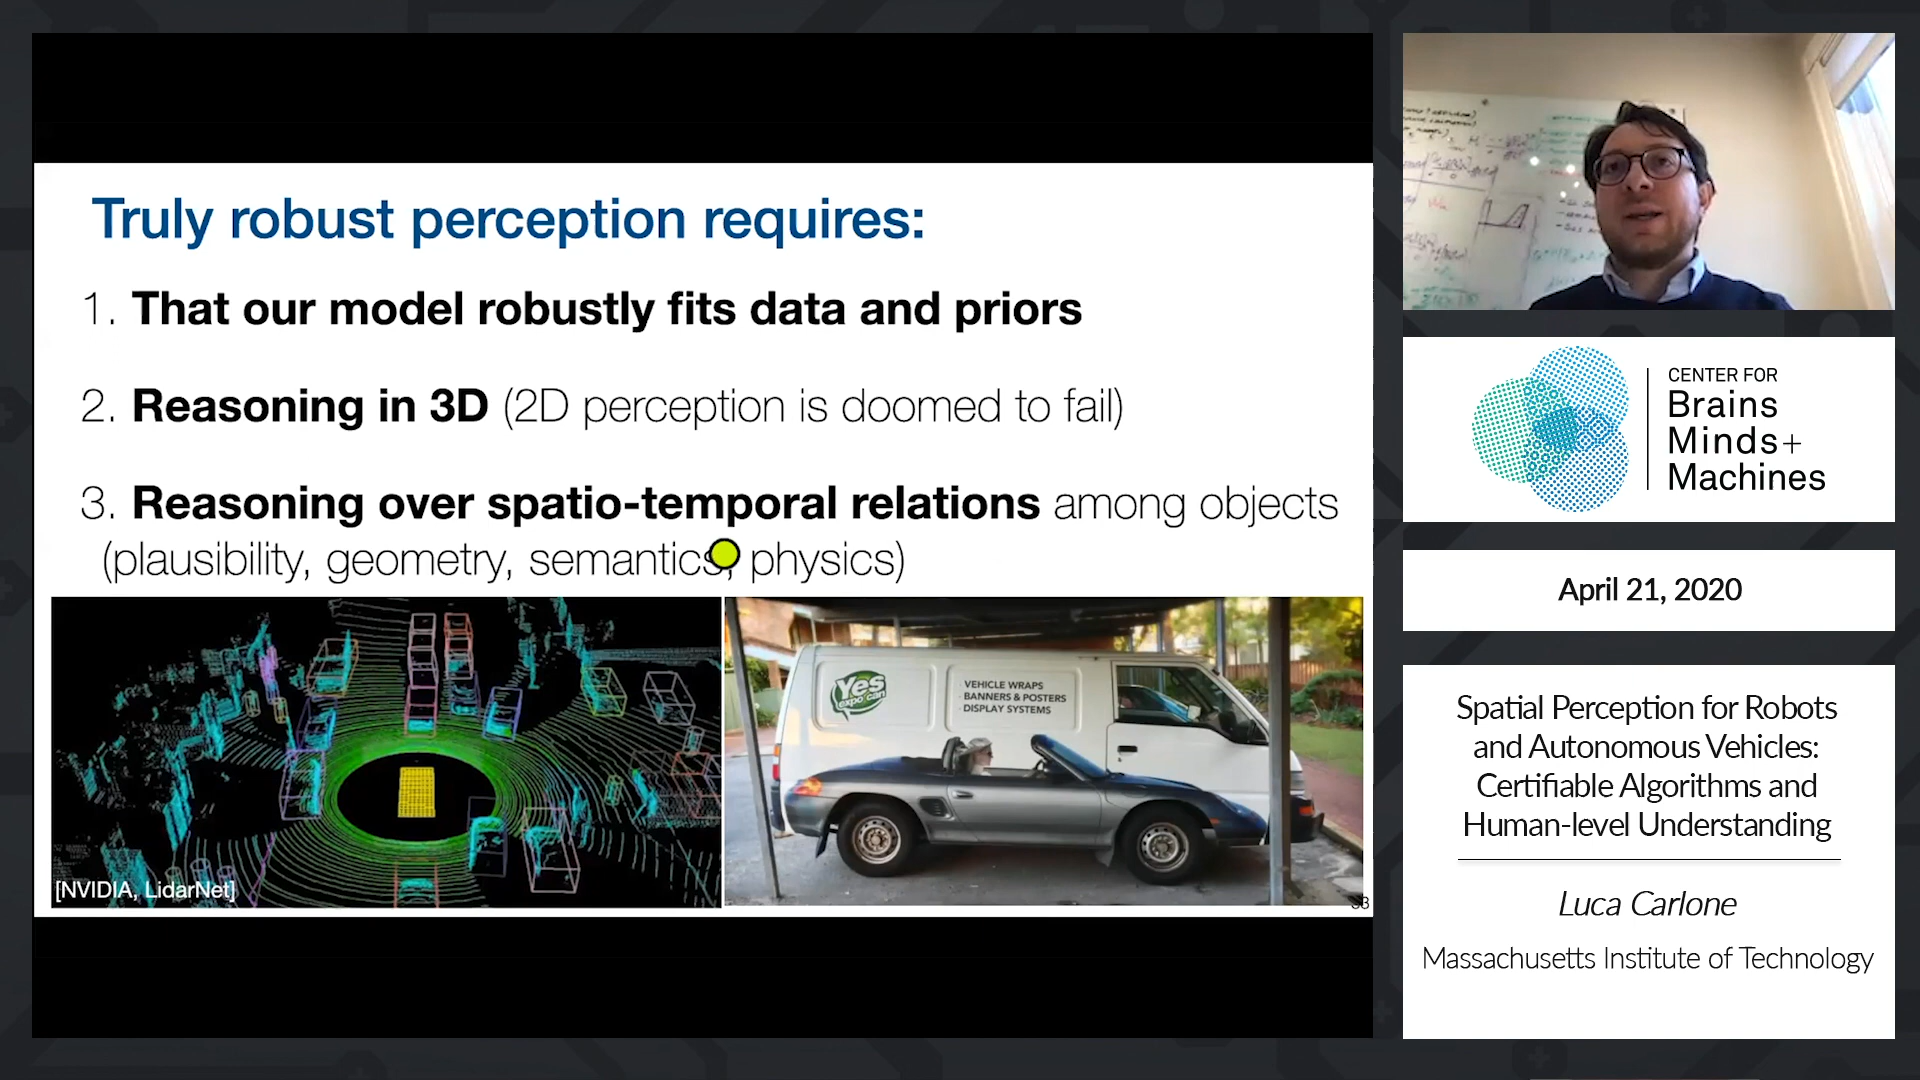 Truly robust perception requires:
1. That our model robustly fits data and priors
2. Reasoning in 3D (2D perception is doomed to fail)
3. Reasoning over spatio-temporal relations among objects
(plausibility, geometry, semantics, physics)
[NVIDIA, LidarNet]
Yes
expo can
VEHICLE WRAPS
BANNERS & POSTERS
DISPLAY SYSTEMS
CENTER FOR
Brains
Minds+
Machines
April 21, 2020
Spatial Perception for Robots
and Autonomous Vehicles:
Certifiable Algorithms and
Human-level Understanding
Luca Carlone
Massachusetts Institute of Technology